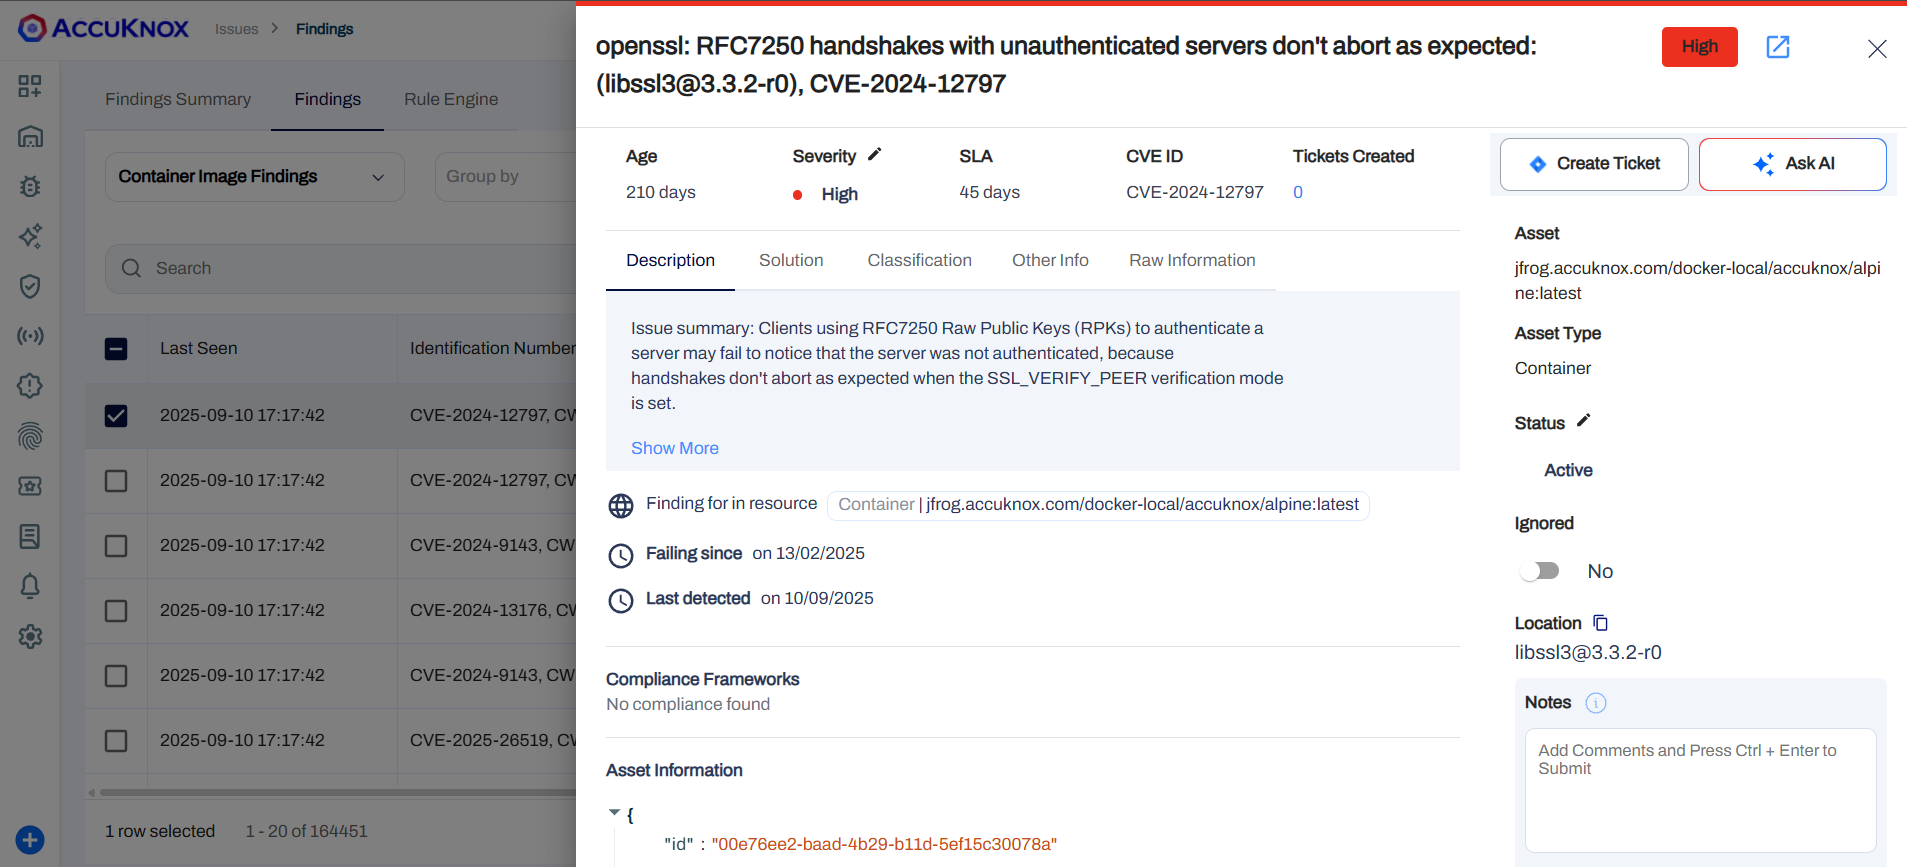 ACCUKNOX
Issues > Findings
Findings Summary
Findings
Rule Engine
Container Image Findings
Group by
Search
Last Seen
Identification Number
2025-09-10 17:17:42
CVE-2024-12797, CW
2025-09-10 17:17:42
CVE-2024-12797, CW
2025-09-10 17:17:42
CVE-2024-9143, CW
2025-09-10 17:17:42
CVE-2024-13176, CW
2025-09-10 17:17:42
CVE-2024-9143, CW
2025-09-10 17:17:42
CVE-2025-26519, CW
1 row selected
1 - 20 of 164451
openssl: RFC7250 handshakes with unauthenticated servers don't abort as expected:
(libssl3@3.3.2-r0), CVE-2024-12797
High
Age
210 days
Severity
High
SLA
45 days
CVE ID
CVE-2024-12797
Tickets Created
0
Create Ticket
Ask AI
Description
Solution
Classification
Other Info
Raw Information
Issue summary: Clients using RFC7250 Raw Public Keys (RPKs) to authenticate a
server may fail to notice that the server was not authenticated, because
handshakes don't abort as expected when the SSL_VERIFY_PEER verification mode
is set.
Show More
Finding for in resource
Container | jfrog.accuknox.com/docker-local/accuknox/alpine:latest
Failing since on 13/02/2025
Last detected on 10/09/2025
Compliance Frameworks
No compliance found
Asset Information
{
"id" : "00e76ee2-baad-4b29-b11d-5ef15c30078a"
Asset
jfrog.accuknox.com/docker-local/accuknox/alpi
ne:latest
Asset Type
Container
Status
Active
Ignored
No
Location
libssl3@3.3.2-r0
Notes
Add Comments and Press Ctrl + Enter to
Submit